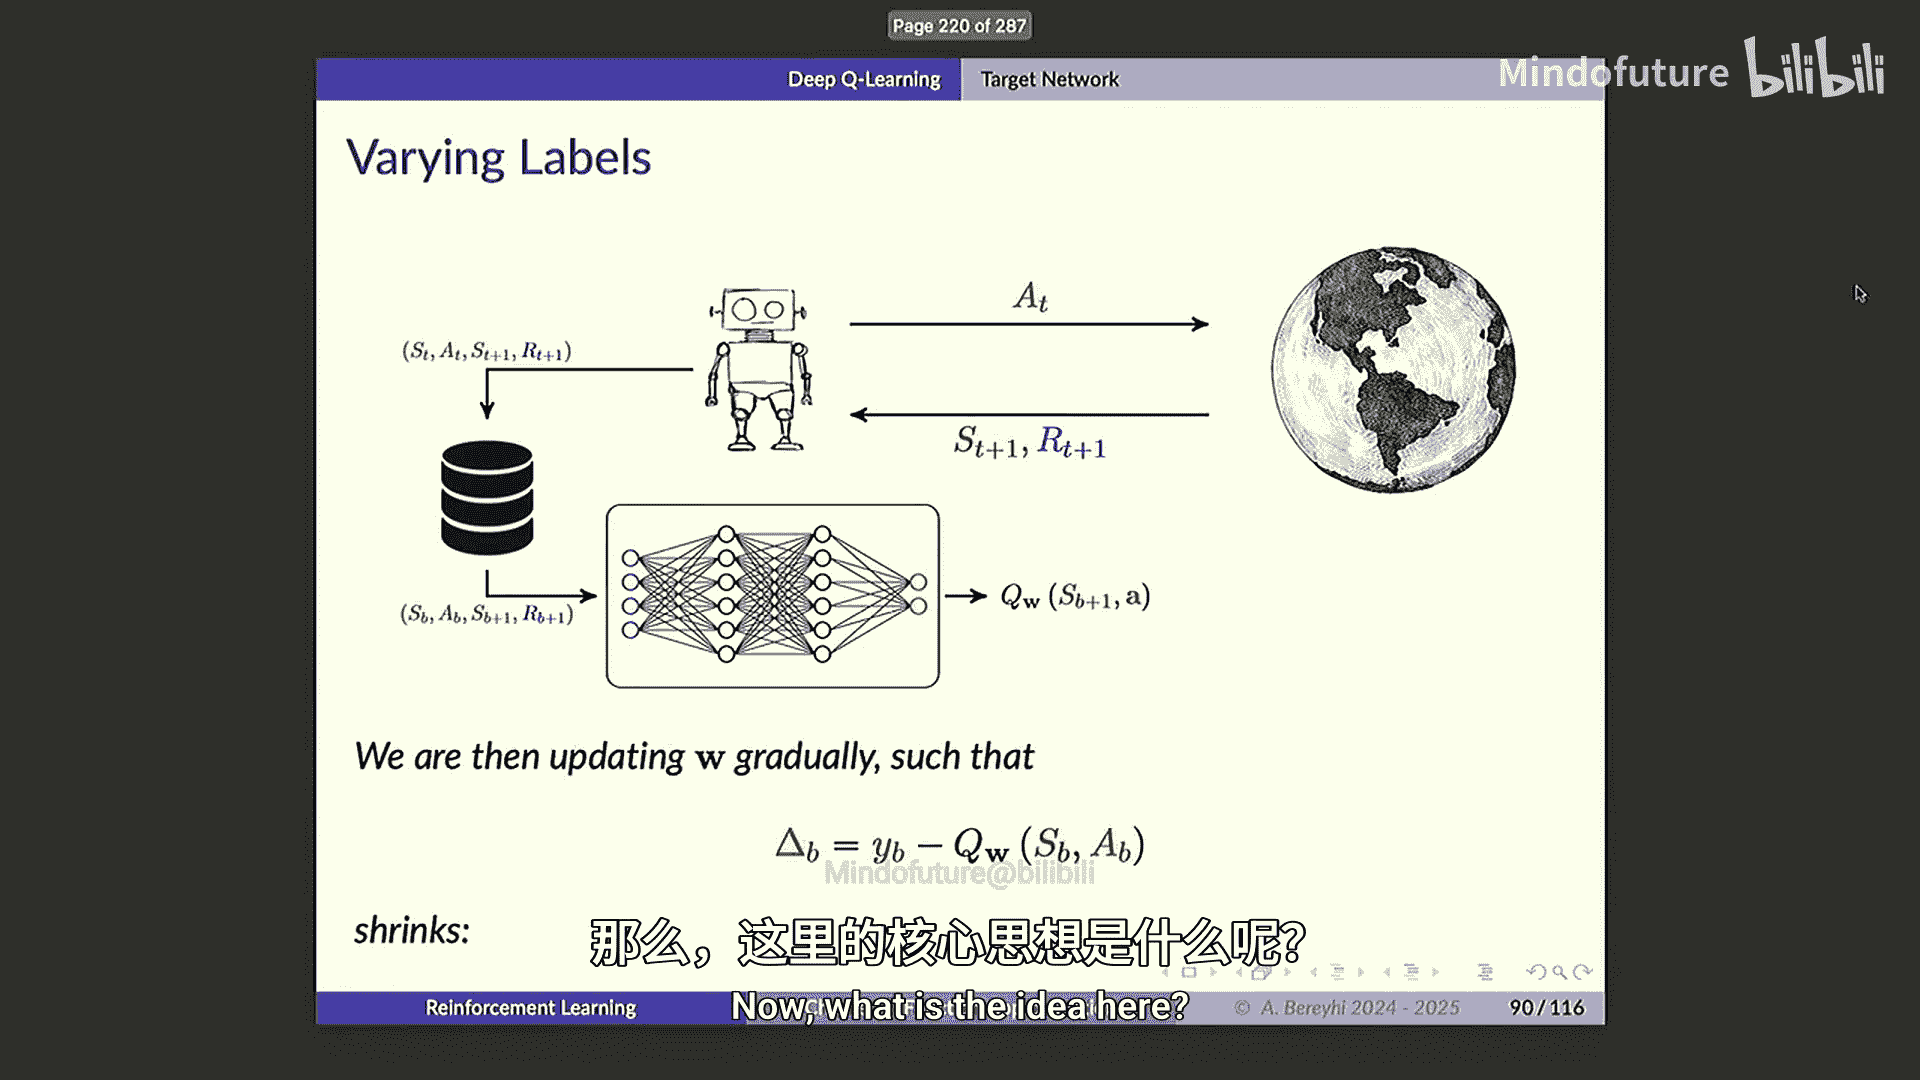 Page 220 of 287
Mindofuture bilibili
Deep Q-Learning Target Network
Varying Labels
A_t
(S_t, A_t, S_{t+1}, R_{t+1})
S_{t+1}, R_{t+1}
Q_w (S_{b+1}, a)
(S_b, A_b, S_{b+1}, R_{b+1})
We are then updating w gradually, such that
Δ_b = y_b − Q_w (S_b, A_b)
Mindofuture@bilibili
shrinks:
那么，这里的核心思想是什么呢？
Now, what is the idea here?
Reinforcement Learning
© A. Bereyhi 2024 - 2025
90 / 116